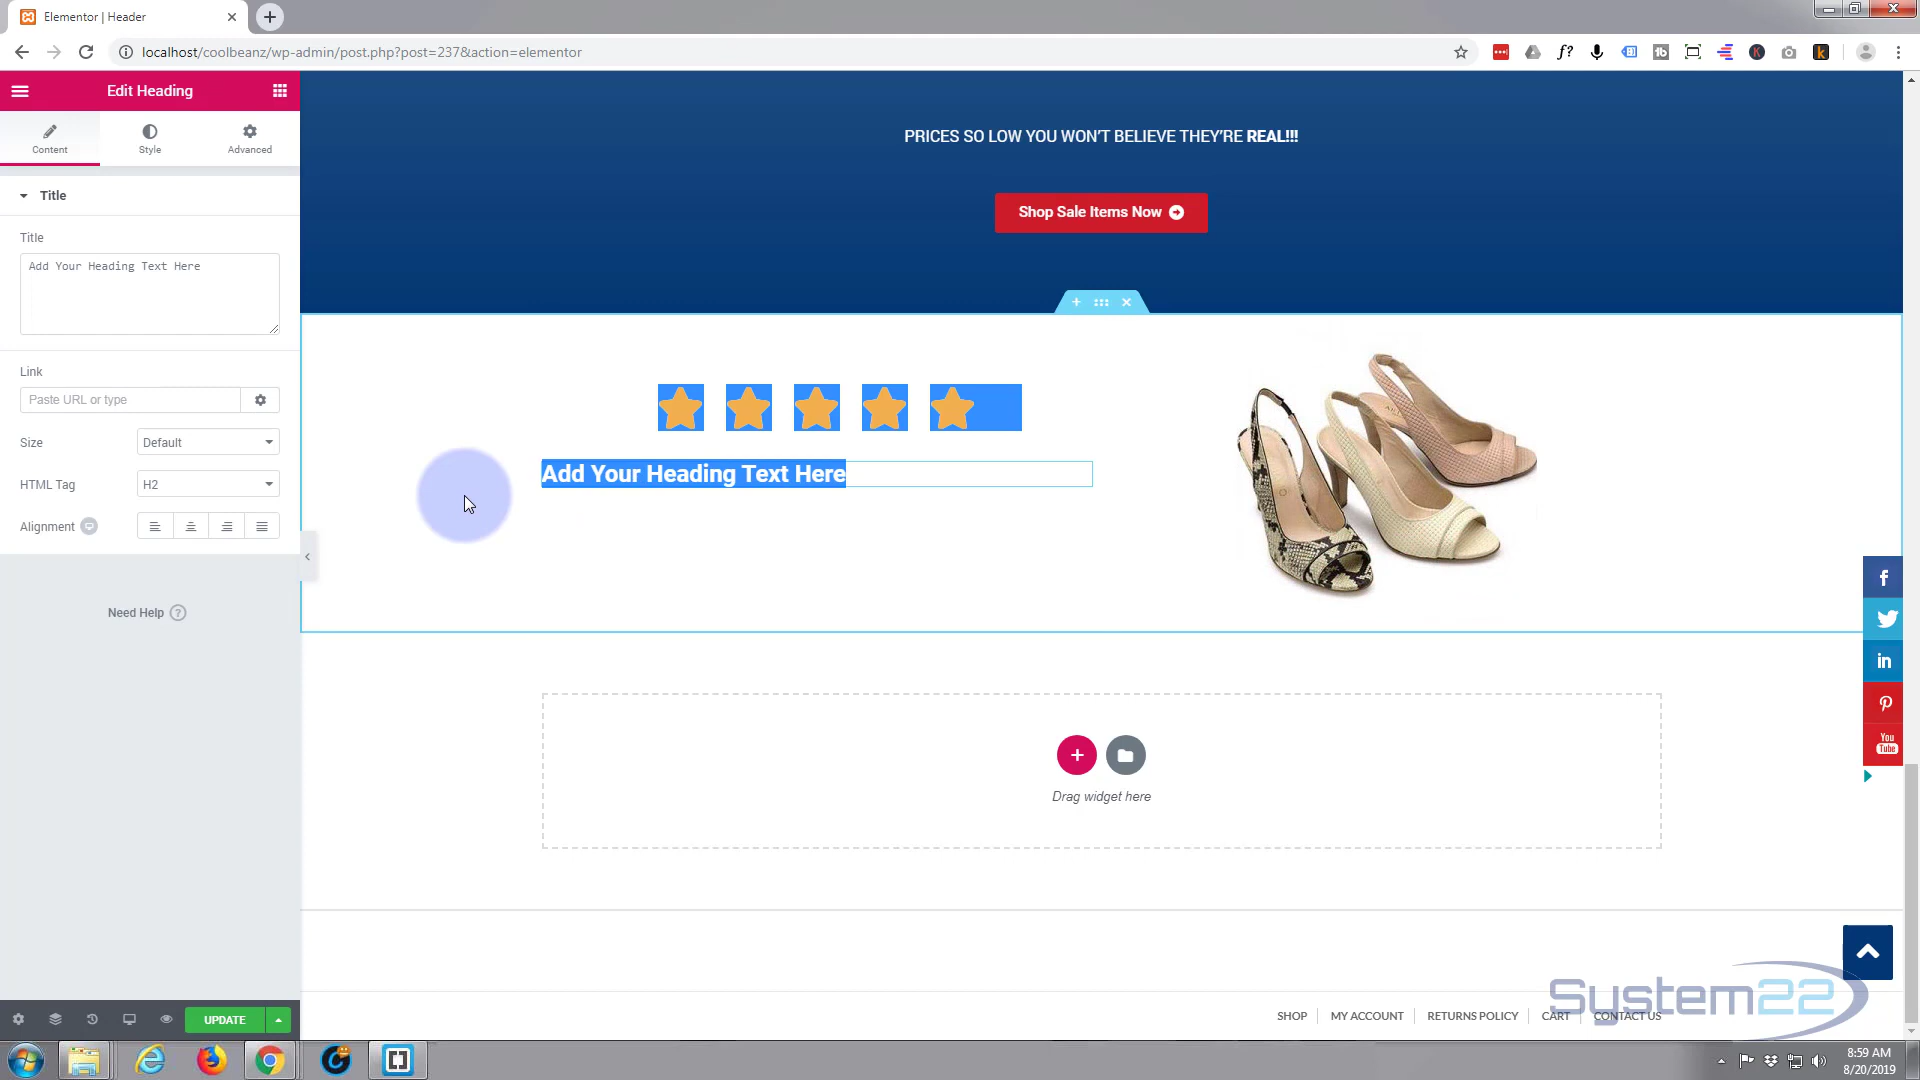 Elementor | Header
localhost/coolbeanz/wp-admin/post.php?post=237&action=elementor
Edit Heading
Content
Style
Advanced
Title
Title
Add Your Heading Text Here
Link
Paste URL or type
Size
Default
HTML Tag
H2
Alignment
Need Help
UPDATE
PRICES SO LOW YOU WON'T BELIEVE THEY'RE REAL!!!
Shop Sale Items Now
Add Your Heading Text Here
You
Tube
Drag widget here
System22
SHOP
MY ACCOUNT
RETURNS POLICY
CART
CONTACT US
8:59 AM
8/20/2019